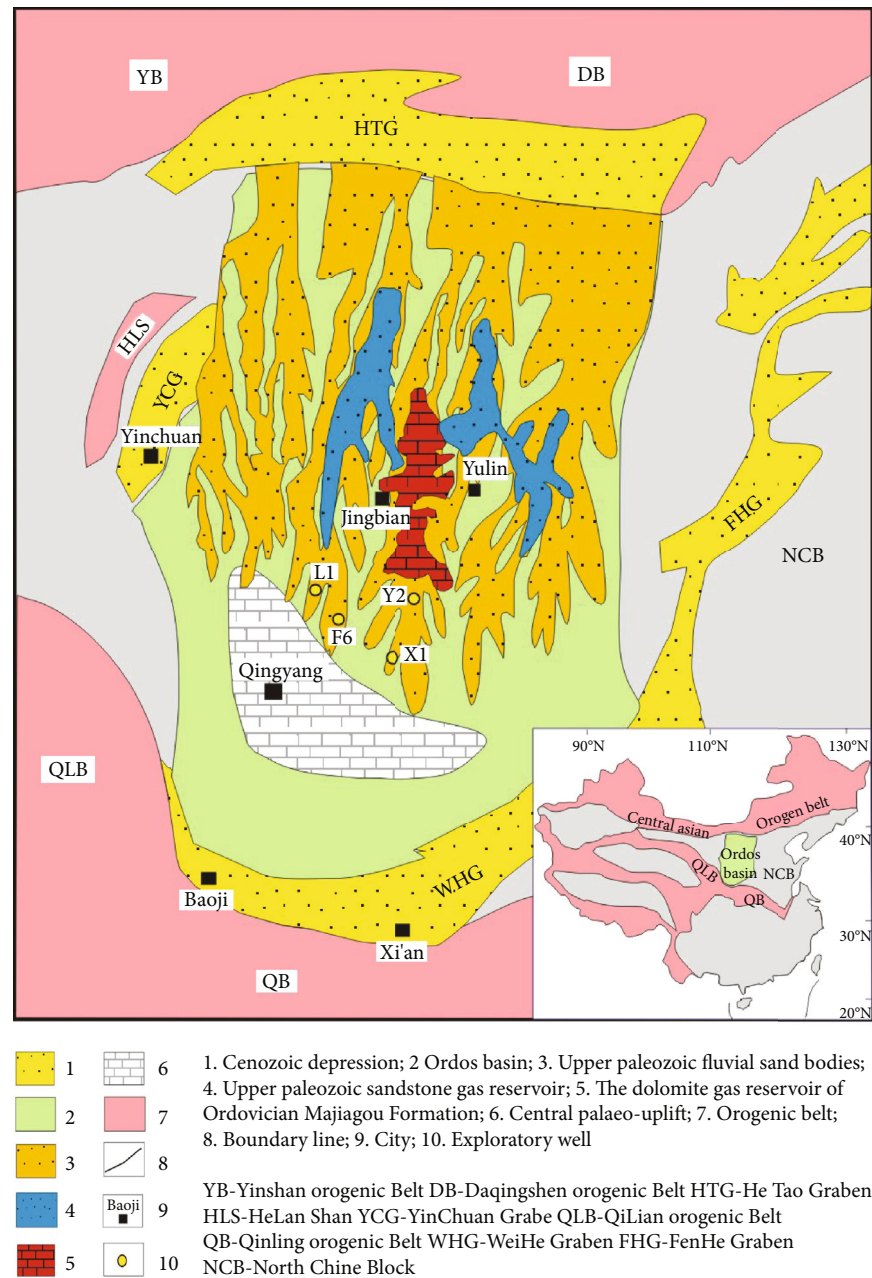 YB
DB
HTG
HLS
YCG
Yinchuan
Yulin
Jingbian
FHG
NCB
L1
Y2
F6
X1
Qingyang
QLB
90°N
110°N
130°N
Central asian
Orogen belt
40°N
Ordos
basin
NCB
QLB
QB
WHG
Baoji
Xi'an
30°N
QB
20°N
1
6
2
7
3
8
4
Baoji
9
5
10
1. Cenozoic depression; 2 Ordos basin; 3. Upper paleozoic fluvial sand bodies;
4. Upper paleozoic sandstone gas reservoir; 5. The dolomite gas reservoir of
Ordovician Majiagou Formation; 6. Central palaeo-uplift; 7. Orogenic belt;
8. Boundary line; 9. City; 10. Exploratory well
YB-Yinshan orogenic Belt DB-Daqingshen orogenic Belt HTG-He Tao Graben
HLS-HeLan Shan YCG-YinChuan Grabe QLB-QiLian orogenic Belt
QB-Qinling orogenic Belt WHG-WeiHe Graben FHG-FenHe Graben
NCB-North Chine Block